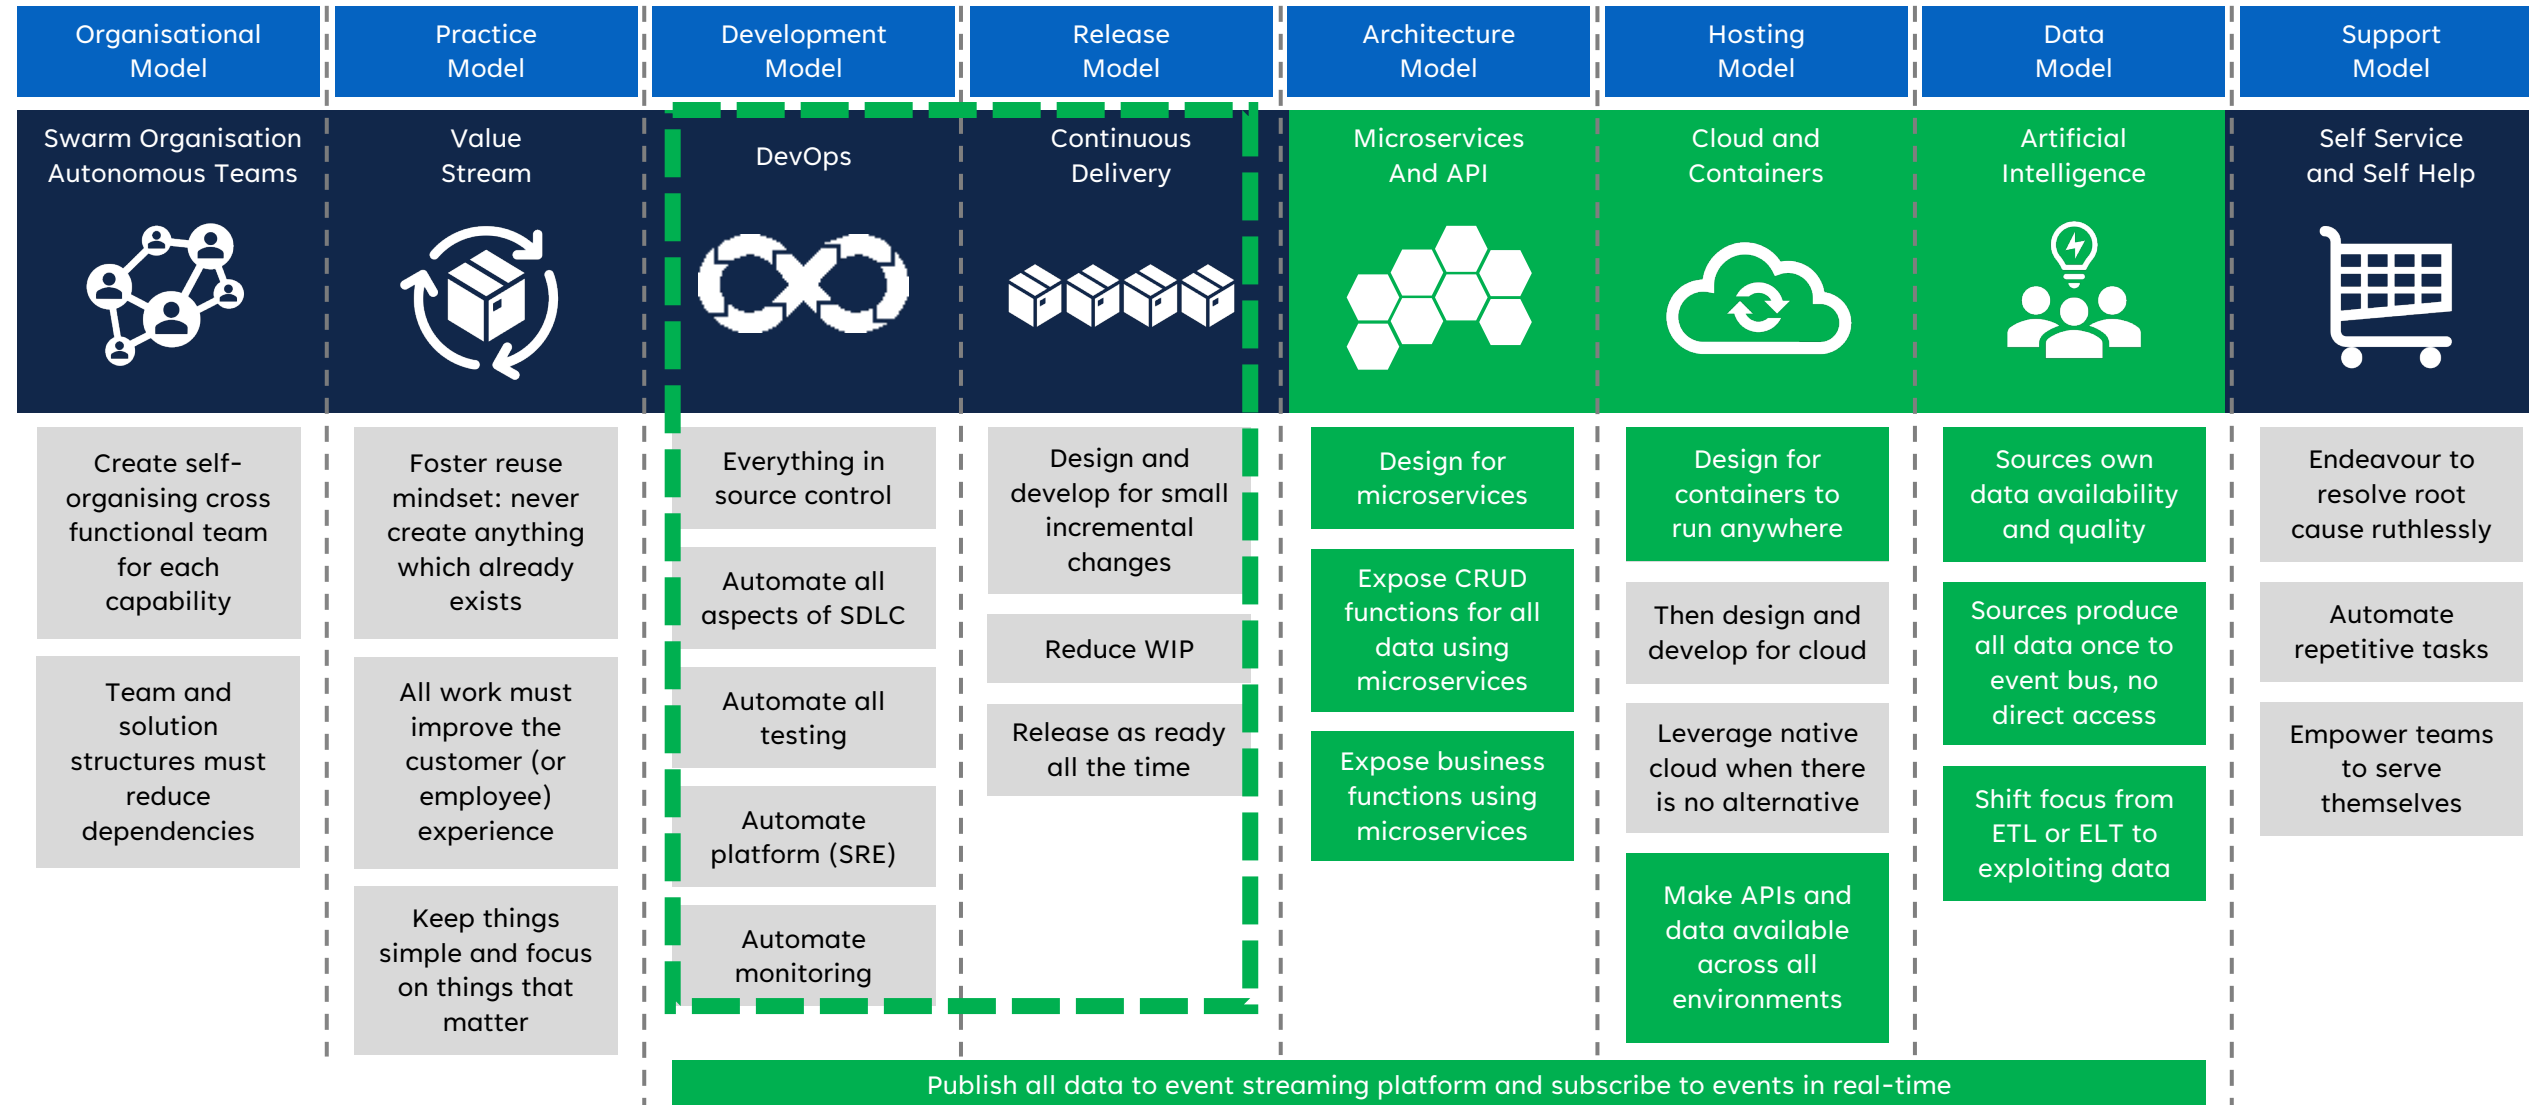 Organisational
Model
Practice
Model
Development
Model
Release
Model
Architecture
Model
Hosting
Model
Data
Model
Support
Model
Swarm Organisation
Autonomous Teams
Value
Stream
DevOps
Continuous
Delivery
Microservices
And API
Cloud and
Containers
Artificial
Intelligence
Self Service
and Self Help
Create self-
organising cross
functional team
for each
capability
Team and
solution
structures must
reduce
dependencies
Foster reuse
mindset: never
create anything
which already
exists
All work must
improve the
customer (or
employee)
experience
Keep things
simple and focus
on things that
matter
Everything in
source control
Automate all
aspects of SDLC
Automate all
testing
Automate
platform (SRE)
Automate
monitoring
Design and
develop for small
incremental
changes
Reduce WIP
Release as ready
all the time
Design for
microservices
Expose CRUD
functions for all
data using
microservices
Expose business
functions using
microservices
Design for
containers to
run anywhere
Then design and
develop for cloud
Leverage native
cloud when there
is no alternative
Make APIs and
data available
across all
environments
Sources own
data availability
and quality
Sources produce
all data once to
event bus, no
direct access
Shift focus from
ETL or ELT to
exploiting data
Endeavour to
resolve root
cause ruthlessly
Automate
repetitive tasks
Empower teams
to serve
themselves
Publish all data to event streaming platform and subscribe to events in real-time